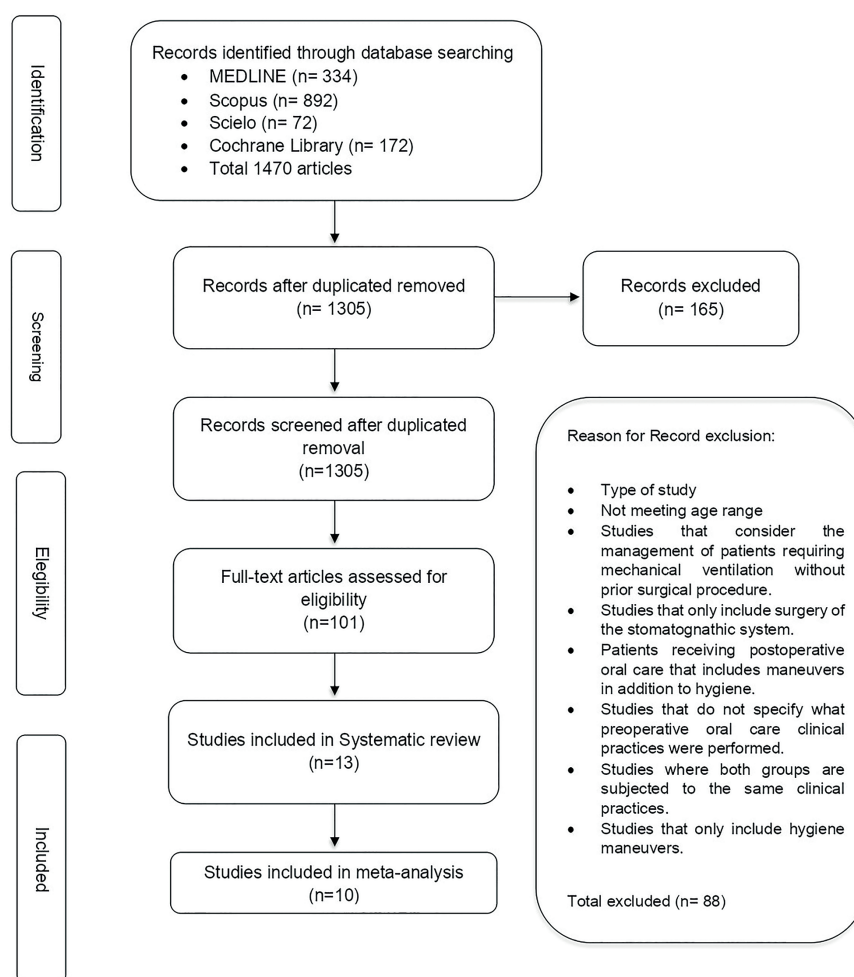 Identification
Records identified through database searching
• MEDLINE (n= 334)
• Scopus (n= 892)
• Scielo (n= 72)
• Cochrane Library (n= 172)
• Total 1470 articles
Screening
Records after duplicated removed
(n= 1305)
Records excluded
(n= 165)
Records screened after duplicated
removal
(n=1305)
Elegibility
Full-text articles assessed for
eligibility
(n=101)
Reason for Record exclusion:
• Type of study
• Not meeting age range
• Studies that consider the
management of patients requiring
mechanical ventilation without
prior surgical procedure.
• Studies that only include surgery of
the stomatognathic system.
• Patients receiving postoperative
oral care that includes maneuvers
in addition to hygiene.
• Studies that do not specify what
preoperative oral care clinical
practices were performed.
• Studies where both groups are
subjected to the same clinical
practices.
• Studies that only include hygiene
maneuvers.
Total excluded (n= 88)
Studies included in Systematic review
(n=13)
Included
Studies included in meta-analysis
(n=10)